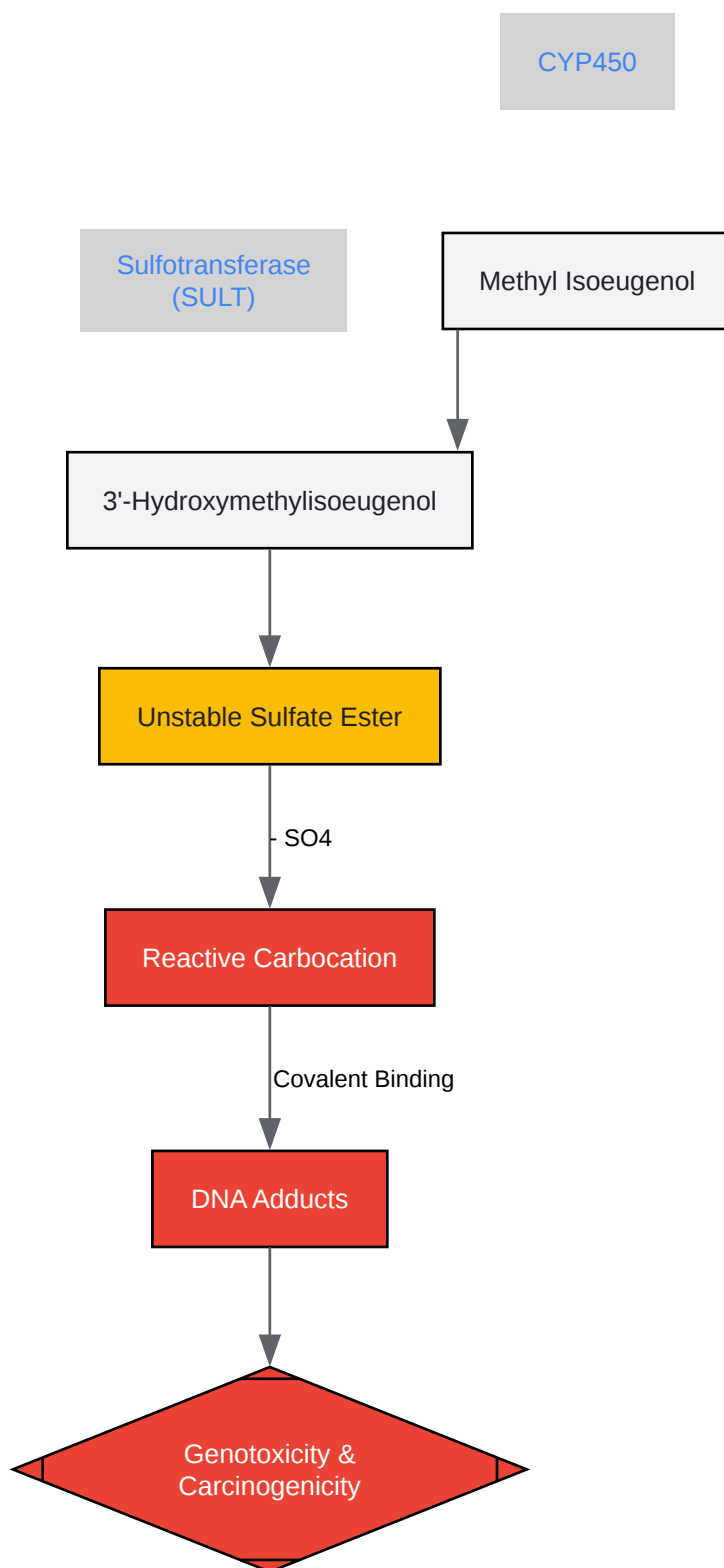 CYP450
Sulfotransferase
(SULT)
Methyl Isoeugenol
3'-Hydroxymethylisoeugenol
Unstable Sulfate Ester
- SO4
Reactive Carbocation
Covalent Binding
DNA Adducts
Genotoxicity &
Carcinogenicity